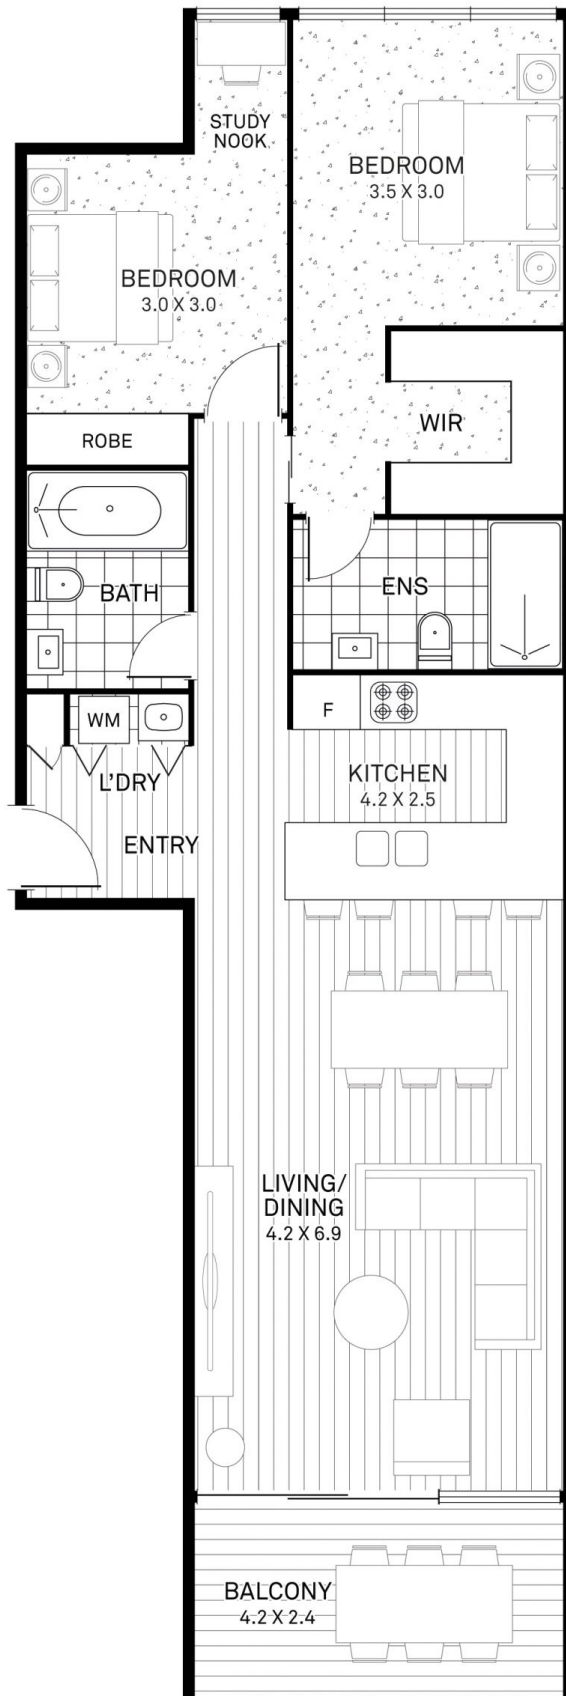 STUDY
NOOK
BEDROOM
3.5 X 3.0
BEDROOM
3.0 X 3.0
WIR
ROBE
BATH
ENS
WM
F
L'DRY
KITCHEN
4.2 X 2.5
ENTRY
LIVING/
DINING
4.2 X 6.9
BALCONY
4.2 X 2.4